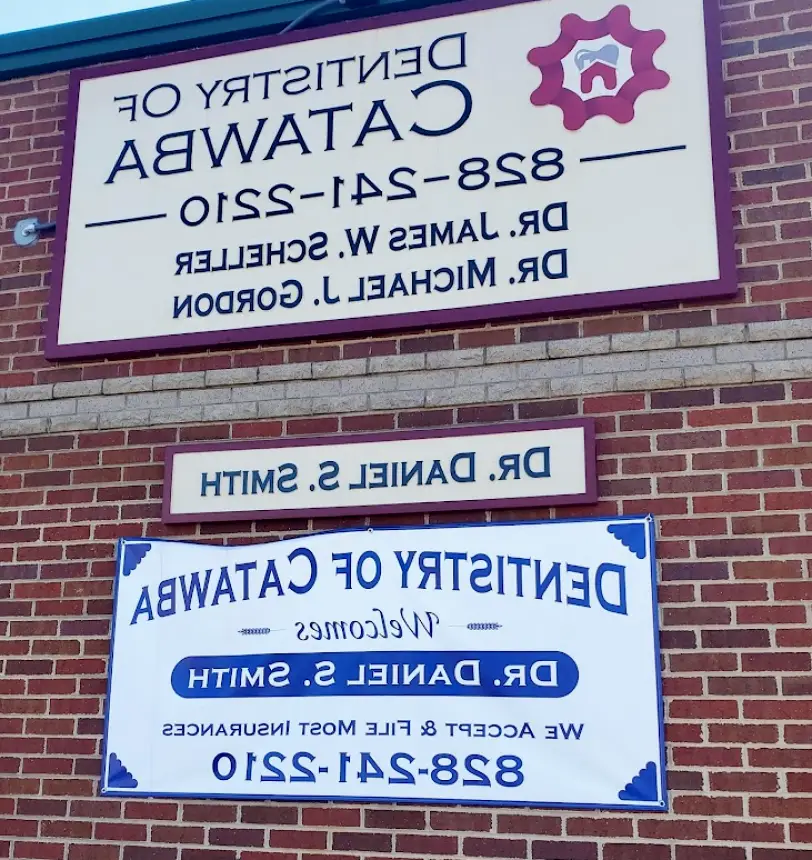 DENTISTRY OF
CATAWBA
828-241-2210
DR. JAMES W. SCHELLER
DR. MICHAEL J. GORDON
DR. DANIEL S. SMITH
DENTISTRY OF CATAWBA
Welcomes
DR. DANIEL S. SMITH
WE ACCEPT & FILE MOST INSURANCES
828-241-2210